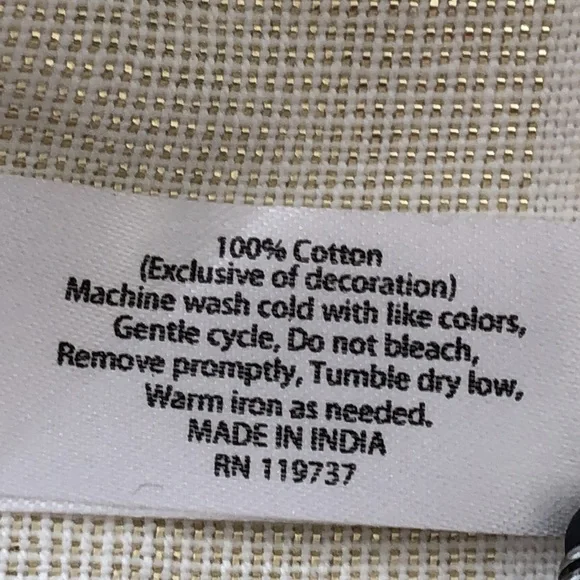 100% Cotton
(Exclusive of decoration)
Machine wash cold with like colors,
Gentle cycle, Do not bleach,
Remove promptly, Tumble dry low,
Warm iron as needed.
MADE IN INDIA
RN 119737